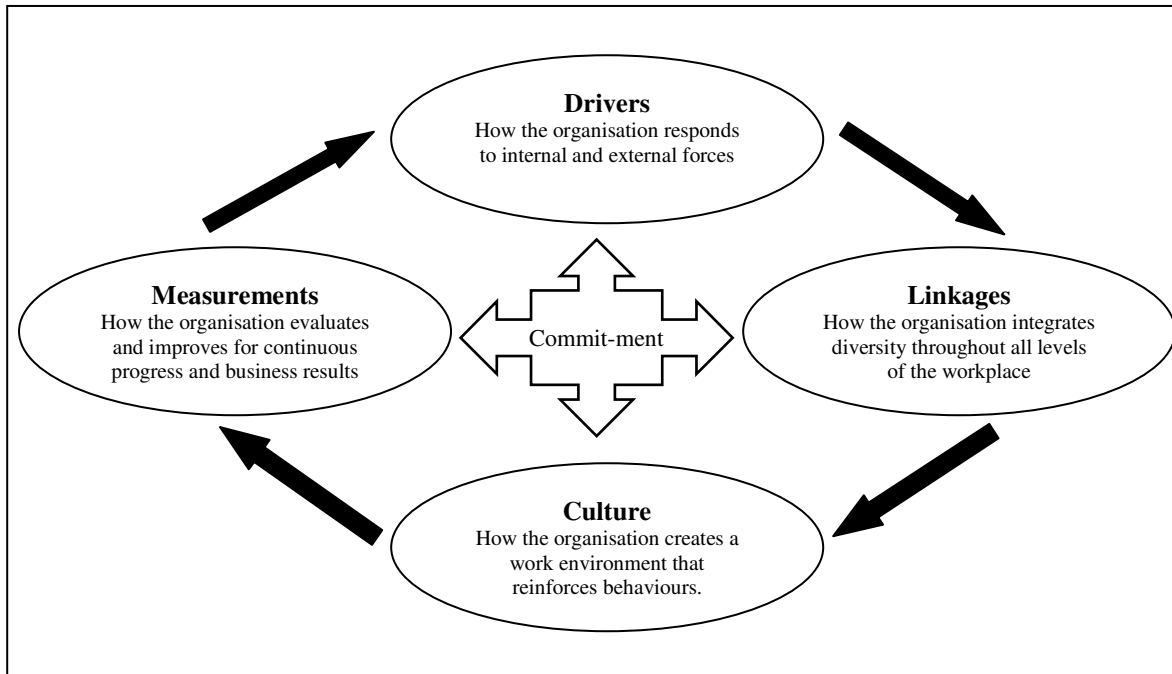 Drivers
How the organisation responds
to internal and external forces
Measurements
How the organisation evaluates
and improves for continuous
progress and business results
Commit-ment
Linkages
How the organisation integrates
diversity throughout all levels
of the workplace
Culture
How the organisation creates a
work environment that
reinforces behaviours.